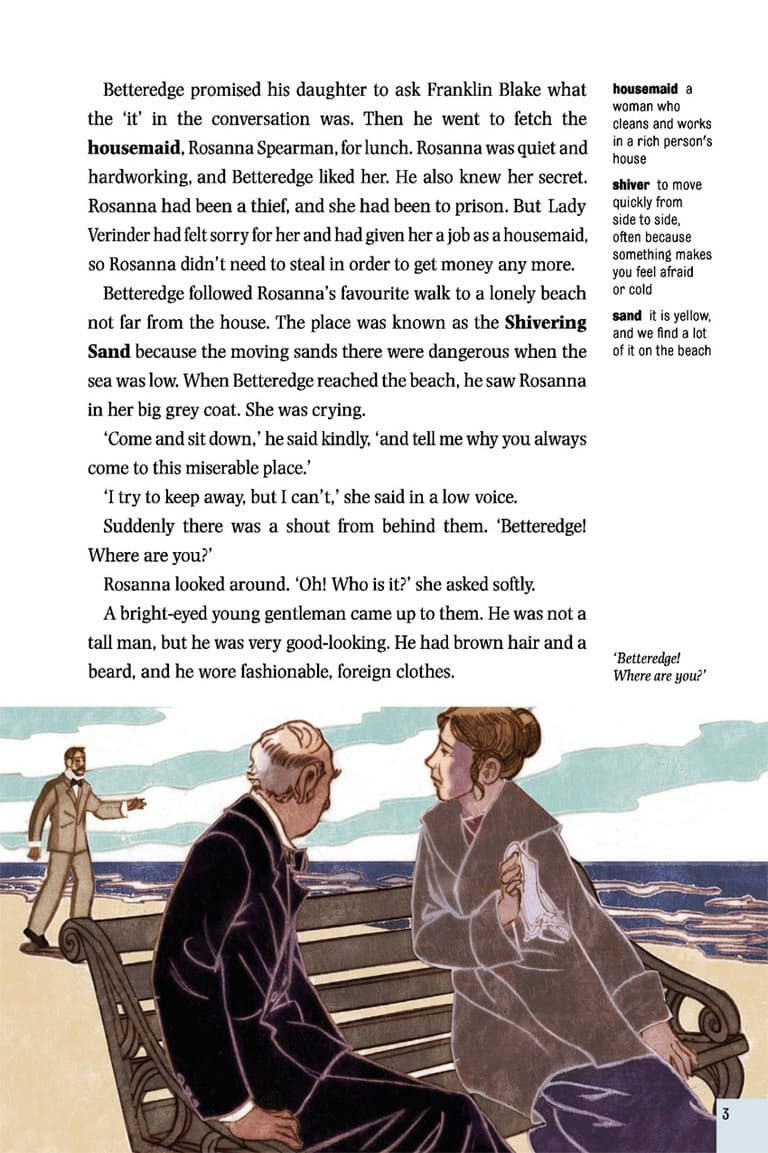 Betteredge promised his daughter to ask Franklin Blake what
the ‘it’ in the conversation was. Then he went to fetch the
housemaid, Rosanna Spearman, for lunch. Rosanna was quiet and
hardworking, and Betteredge liked her. He also knew her secret.
Rosanna had been a thief, and she had been to prison. But Lady
Verinder had felt sorry for her and had given her a job as a housemaid,
so Rosanna didn’t need to steal in order to get money any more.
Betteredge followed Rosanna’s favourite walk to a lonely beach
not far from the house. The place was known as the Shivering
Sand because the moving sands there were dangerous when the
sea was low. When Betteredge reached the beach, he saw Rosanna
in her big grey coat. She was crying.
‘Come and sit down,’ he said kindly, ‘and tell me why you always
come to this miserable place.’
‘I try to keep away, but I can’t,’ she said in a low voice.
Suddenly there was a shout from behind them. ‘Betteredge!
Where are you?’
Rosanna looked around. ‘Oh! Who is it?’ she asked softly.
A bright-eyed young gentleman came up to them. He was not a
tall man, but he was very good-looking. He had brown hair and a
beard, and he wore fashionable, foreign clothes.
housemaid a
woman who
cleans and works
in a rich person’s
house
shiver to move
quickly from
side to side,
often because
something makes
you feel afraid
or cold
sand it is yellow,
and we find a lot
of it on the beach
‘Betteredge!
Where are you?’
3